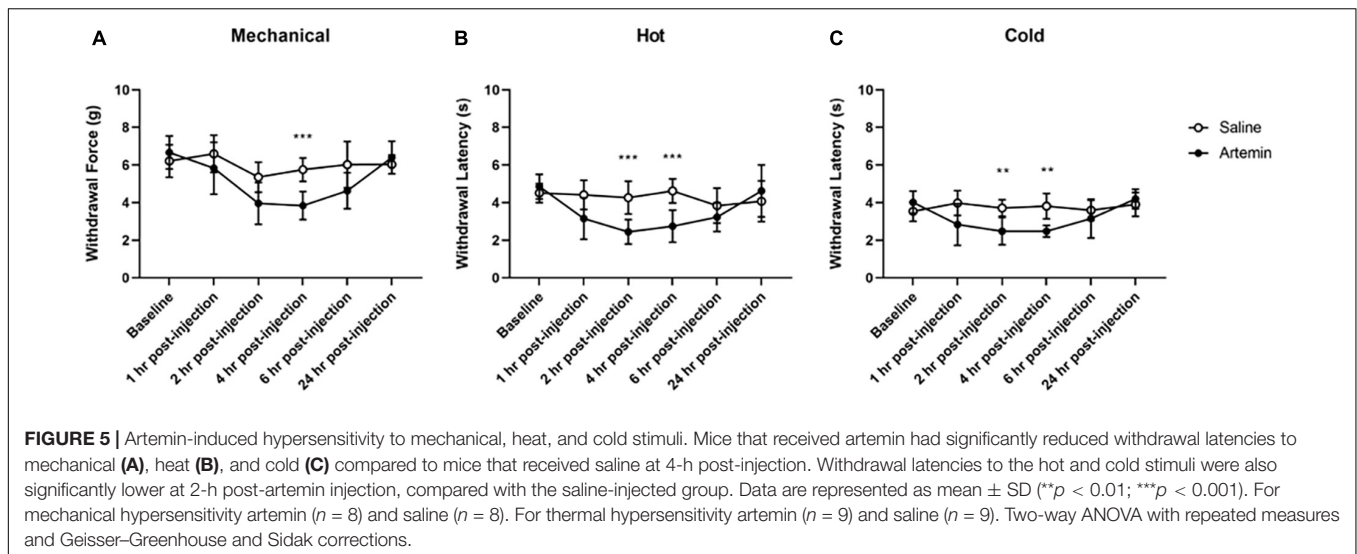 A Mechanical
B Hot
C Cold
Withdrawal Force (g)
10
8
6
4
2
0
***
Baseline
1 hr post-injection
2 hr post-injection
4 hr post-injection
6 hr post-injection
24 hr post-injection
Withdrawal Latency (s)
10
8
6
4
2
0
***
***
Baseline
1 hr post-injection
2 hr post-injection
4 hr post-injection
6 hr post-injection
24 hr post-injection
Withdrawal Latency (s)
10
8
6
4
2
0
**
**
Baseline
1 hr post-injection
2 hr post-injection
4 hr post-injection
6 hr post-injection
24 hr post-injection
Saline
Artemin
FIGURE 5 | Artemin-induced hypersensitivity to mechanical, heat, and cold stimuli. Mice that received artemin had significantly reduced withdrawal latencies to
mechanical (A), heat (B), and cold (C) compared to mice that received saline at 4-h post-injection. Withdrawal latencies to the hot and cold stimuli were also
significantly lower at 2-h post-artemin injection, compared with the saline-injected group. Data are represented as mean ± SD (**p < 0.01; ***p < 0.001). For
mechanical hypersensitivity artemin (n = 8) and saline (n = 8). For thermal hypersensitivity artemin (n = 9) and saline (n = 9). Two-way ANOVA with repeated measures
and Geisser–Greenhouse and Sidak corrections.